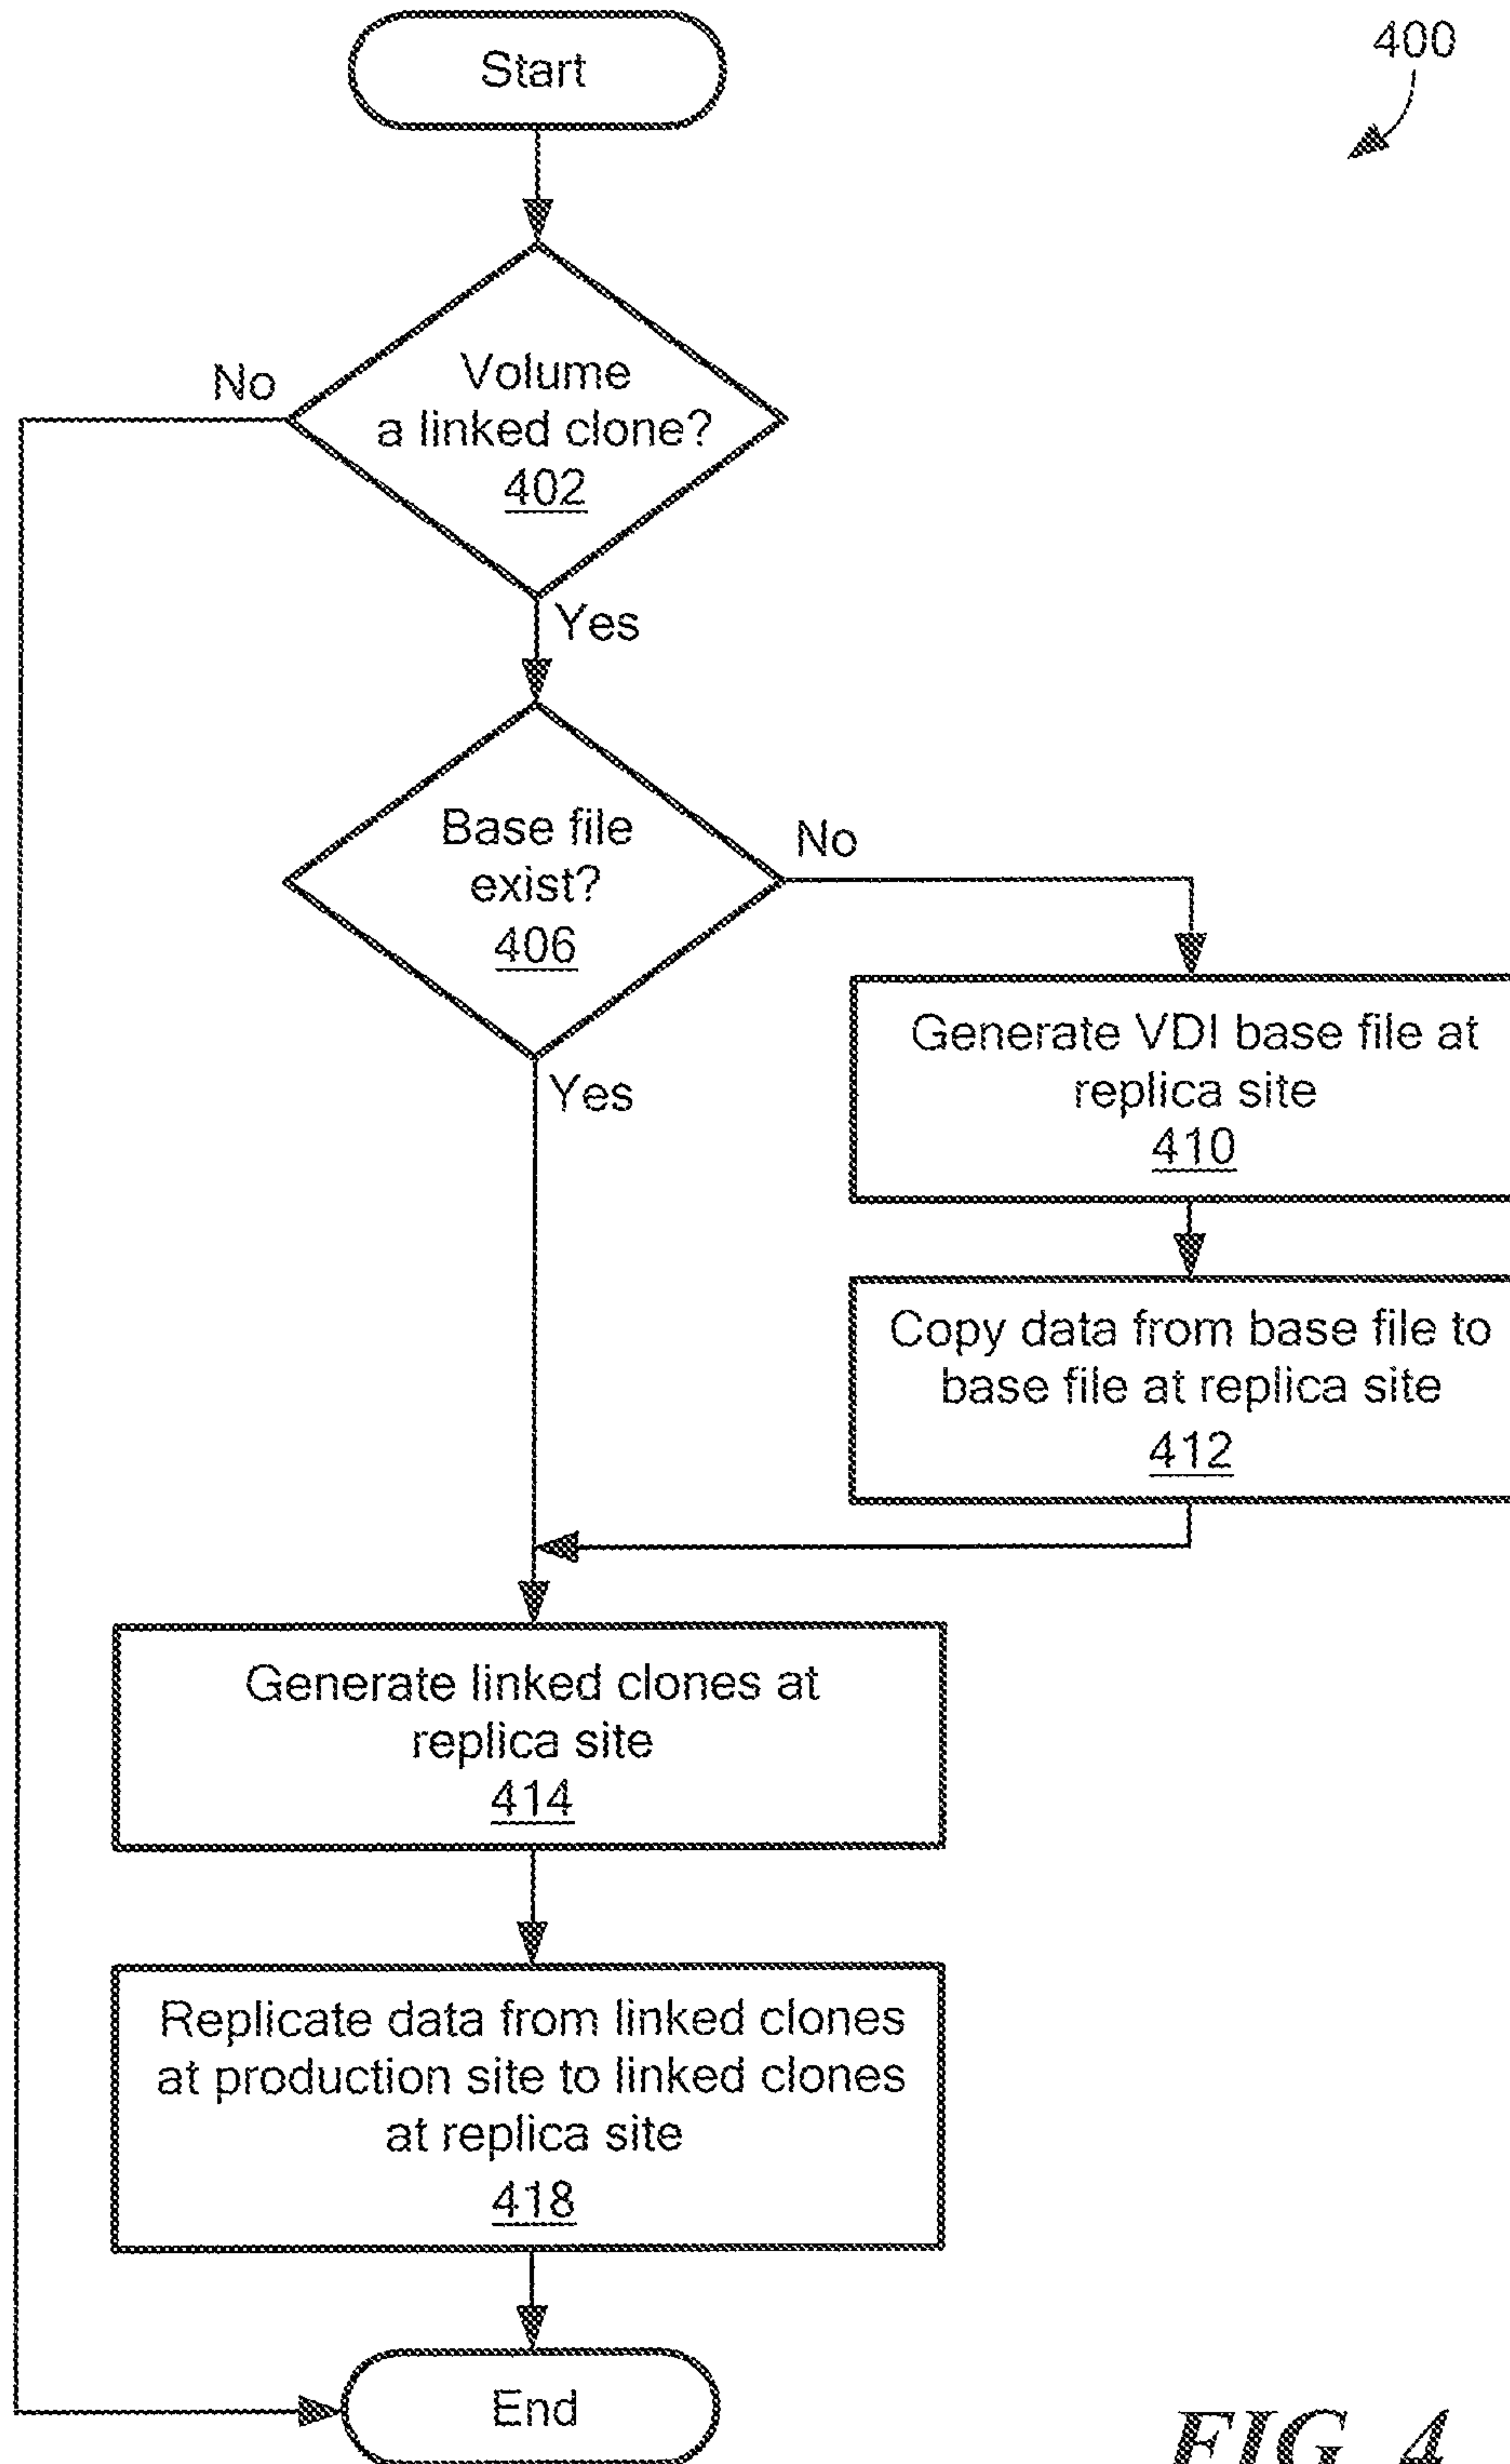 400
Start
Volume
a linked clone?
402
No
Yes
Base file
exist?
406
No
Yes
Generate VDI base file at
replica site
410
Copy data from base file to
base file at replica site
412
Generate linked clones at
replica site
414
Replicate data from linked clones
at production site to linked clones
at replica site
418
End
FIG. 4